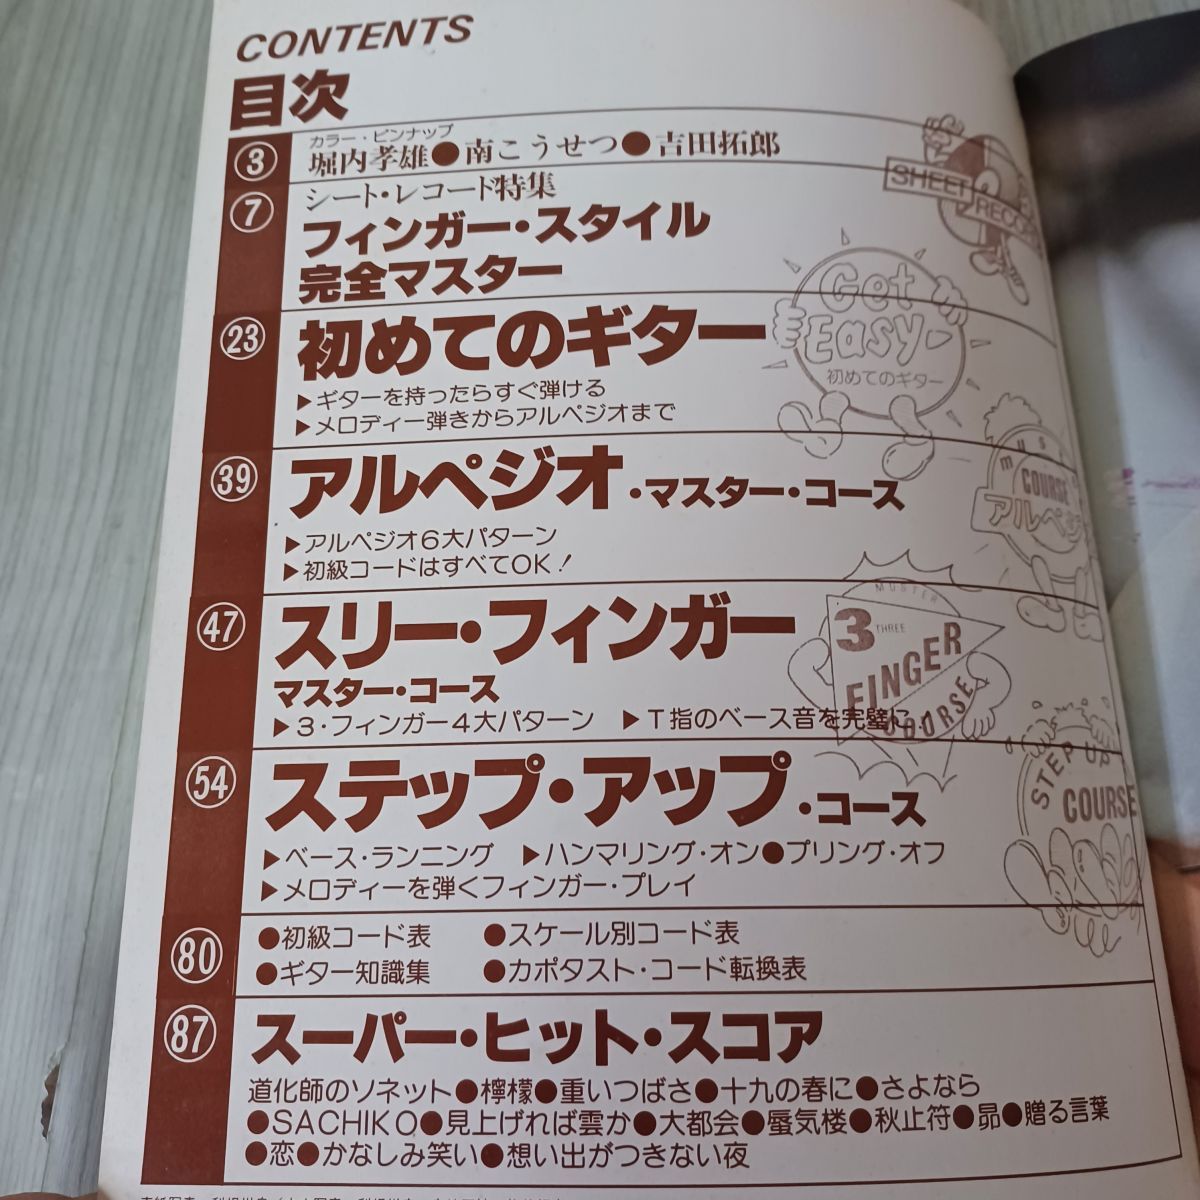 CONTENTS
目次
3
カラー・ピンナップ
堀内孝雄●南こうせつ●吉田拓郎
7
シート・レコード特集
フィンガー・スタイル
完全マスター
SHEET RECORD
23
初めてのギター
▶ギターを持ったらすぐ弾ける
▶メロディー弾きからアルペジオまで
Get
Easy
初めてのギター
39
アルペジオ・マスター・コース
▶アルペジオ6大パターン
▶初級コードはすべてOK!
COURSE
アルペジ
47
スリー・フィンガー
マスター・コース
▶3・フィンガー4大パターン ▶T指のベース音を完璧に!
MUSTER
3 THREE
FINGER
COURSE
54
ステップ・アップ・コース
▶ベース・ランニング ▶ハンマリング・オン●プリング・オフ
▶メロディーを弾くフィンガー・プレイ
STEP UP
COURSE
80
●初級コード表 ●スケール別コード表
●ギター知識集 ●カポタスト・コード転換表
87
スーパー・ヒット・スコア
道化師のソネット●檸檬●重いつばさ●十九の春に●さよなら
●SACHIKO●見上げれば雲か●大都会●蜃気楼●秋止符●昴●贈る言葉
●恋●かなしみ笑い●想い出がつきない夜